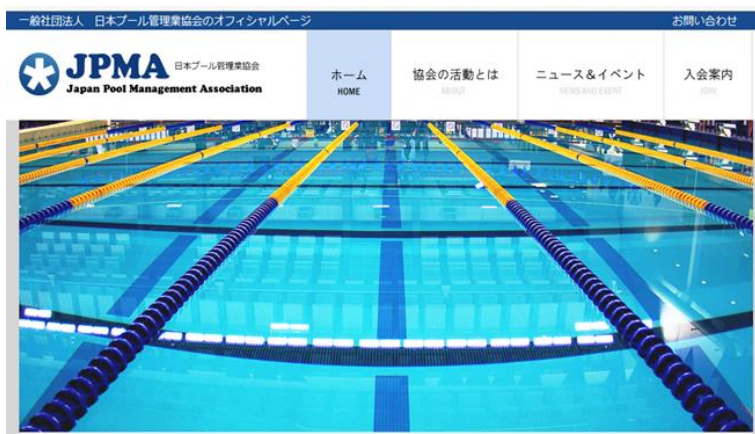 一般社団法人 日本プール管理業協会のオフィシャルページ
お問い合わせ
JPMA 日本プール管理業協会
Japan Pool Management Association
ホーム
HOME
協会の活動とは
ABOUT
ニュース＆イベント
NEWS AND EVENT
入会案内
JOIN